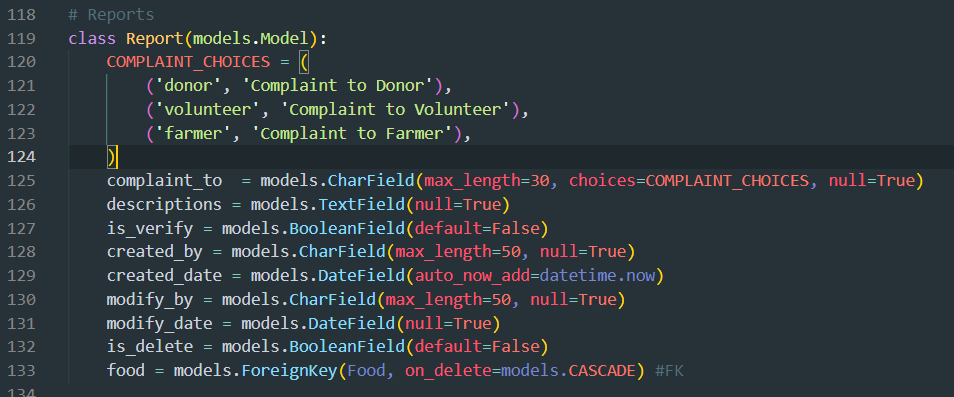 118 # Reports
119 class Report(models.Model):
120     COMPLAINT_CHOICES = (
121         ('donor', 'Complaint to Donor'),
122         ('volunteer', 'Complaint to Volunteer'),
123         ('farmer', 'Complaint to Farmer'),
124     )
125     complaint_to  = models.CharField(max_length=30, choices=COMPLAINT_CHOICES, null=True)
126     descriptions = models.TextField(null=True)
127     is_verify = models.BooleanField(default=False)
128     created_by = models.CharField(max_length=50, null=True)
129     created_date = models.DateField(auto_now_add=datetime.now)
130     modify_by = models.CharField(max_length=50, null=True)
131     modify_date = models.DateField(null=True)
132     is_delete = models.BooleanField(default=False)
133     food = models.ForeignKey(Food, on_delete=models.CASCADE) #FK
134